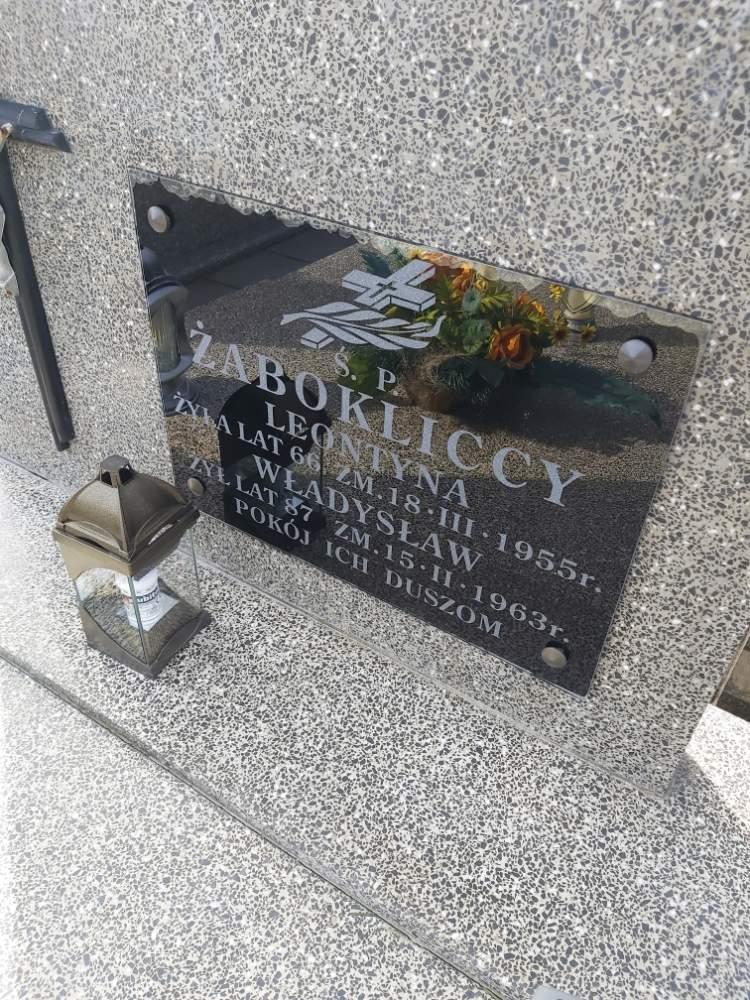 Ś. P.
ŻABOKLICCY
LEONTYNA
ŻYŁA LAT 66 ZM. 18·III·1955r.
WŁADYSŁAW
ŻYŁ LAT 87 ZM. 15·II·1963r.
POKÓJ ICH DUSZOM